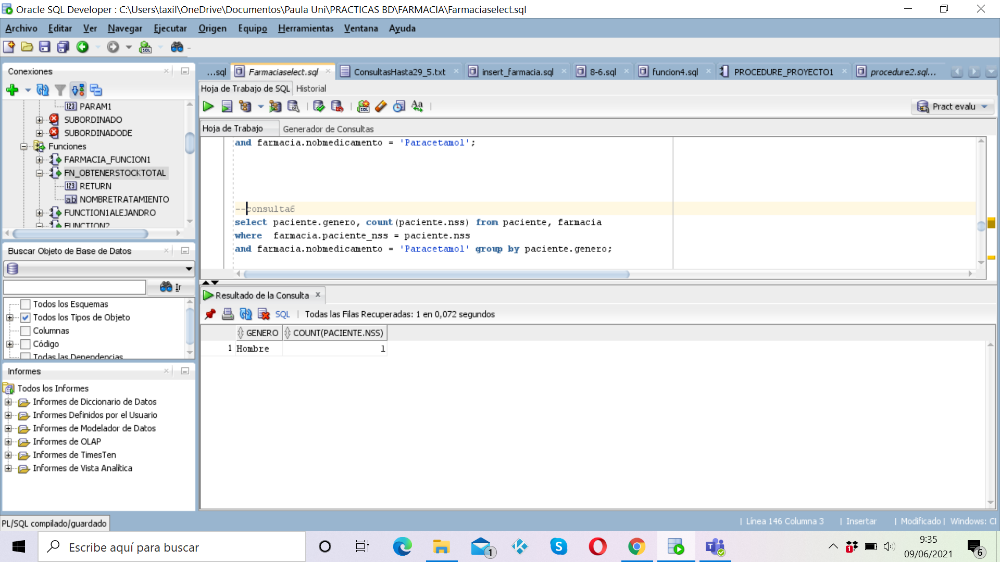 Oracle SQL Developer : C:\Users\taxil\OneDrive\Documentos\Paula Uni\PRACTICAS BD\FARMACIA\Farmaciaselect.sql
Archivo Editar Ver Navegar Ejecutar Origen Equipo Herramientas Ventana Ayuda
Conexiones
PARAM1
SUBORDINADO
SUBORDINADODE
Funciones
FARMACIA_FUNCION1
FN_OBTENERSTOCKTOTAL
RETURN
NOMBRETRATAMIENTO
FUNCTION1ALEJANDRO
FUNCTION2
Buscar Objeto de Base de Datos
Ir
Todos los Esquemas
Todos los Tipos de Objeto
Columnas
Código
Todas las Dependencias
Informes
Todos los Informes
Informes de Diccionario de Datos
Informes Definidos por el Usuario
Informes de Modelador de Datos
Informes de OLAP
Informes de TimesTen
Informes de Vista Analítica
PL/SQL compilado/guardado
...sql Farmaciaselect.sql ConsultasHasta29_5.txt insert_farmacia.sql 8-6.sql funcion4.sql PROCEDURE_PROYECTO1 procedure2.sql...
Hoja de Trabajo de SQL Historial
Pract evalu
Hoja de Trabajo Generador de Consultas
and farmacia.nobmedicamento = 'Paracetamol';
--consulta6
select paciente.genero, count(paciente.nss) from paciente, farmacia
where  farmacia.paciente_nss = paciente.nss
and farmacia.nobmedicamento = 'Paracetamol' group by paciente.genero;
Resultado de la Consulta
SQL | Todas las Filas Recuperadas: 1 en 0,072 segundos
GENERO COUNT(PACIENTE.NSS)
1 Hombre 1
| Línea 146 Columna 3 | Insertar | Modificado | Windows: Cl
Escribe aquí para buscar
1
1
9:35
09/06/2021
6